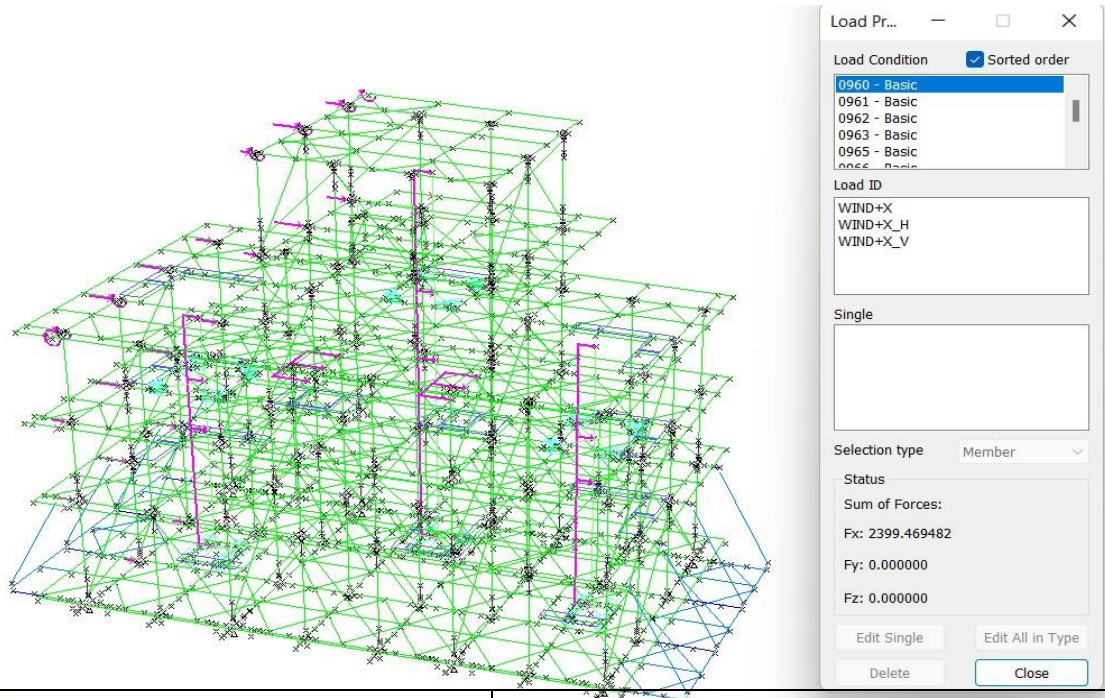 Load Pr...
Load Condition
Sorted order
0960 - Basic
0961 - Basic
0962 - Basic
0963 - Basic
0965 - Basic
0966 - Basic
Load ID
WIND+X
WIND+X_H
WIND+X_V
Single
Selection type
Member
Status
Sum of Forces:
Fx: 2399.469482
Fy: 0.000000
Fz: 0.000000
Edit Single
Edit All in Type
Delete
Close